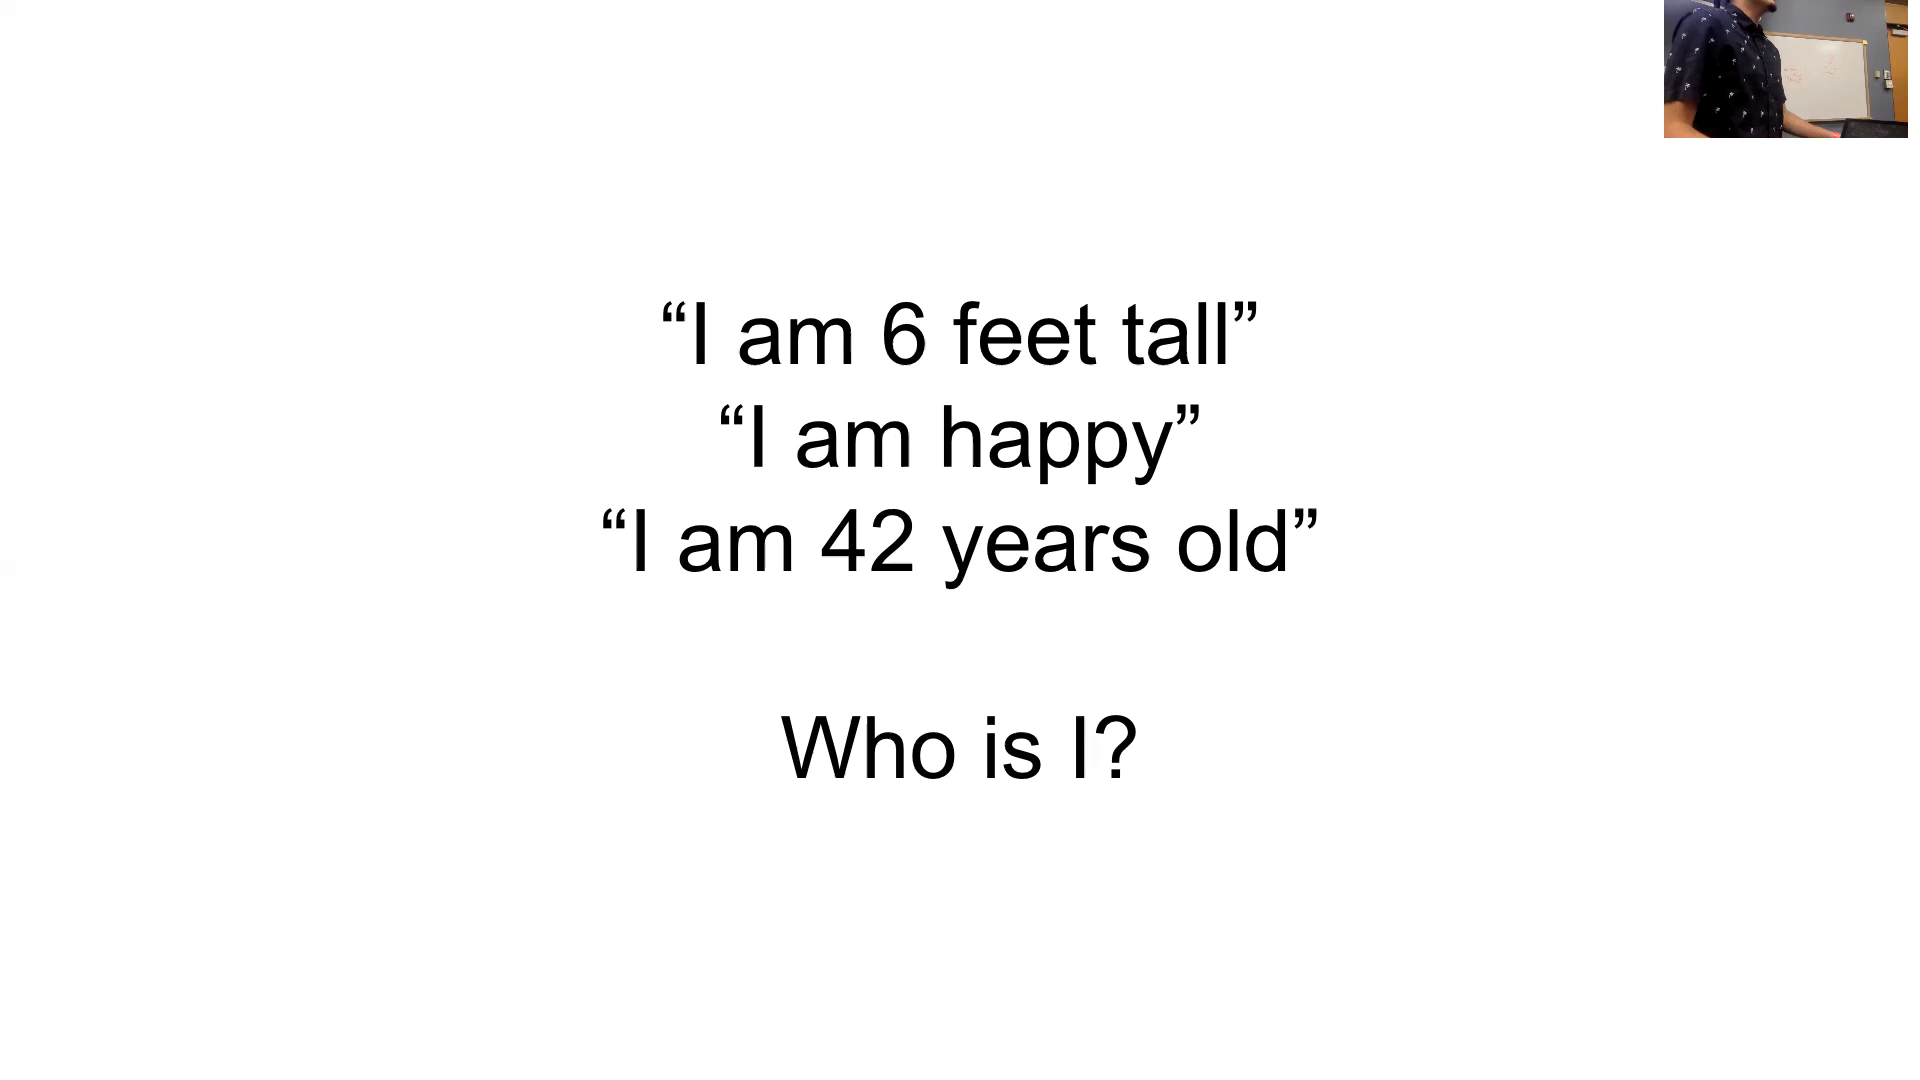 “I am 6 feet tall”
“I am happy”
“I am 42 years old”
Who is I?